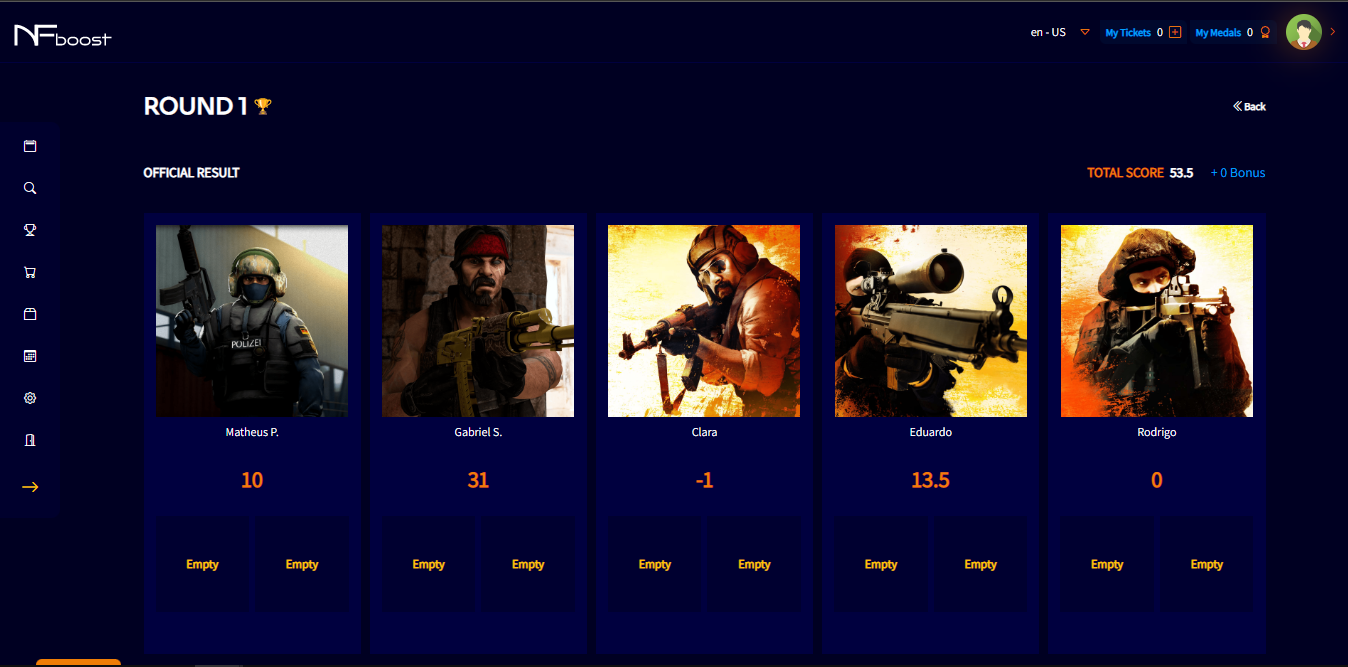 NFboost
en - US My Tickets 0 My Medals 0
ROUND 1
Back
OFFICIAL RESULT
TOTAL SCORE 53.5 + 0 Bonus
POLIZEI
Matheus P. Gabriel S. Clara Eduardo Rodrigo
10 31 -1 13.5 0
Empty Empty Empty Empty Empty Empty Empty Empty Empty Empty